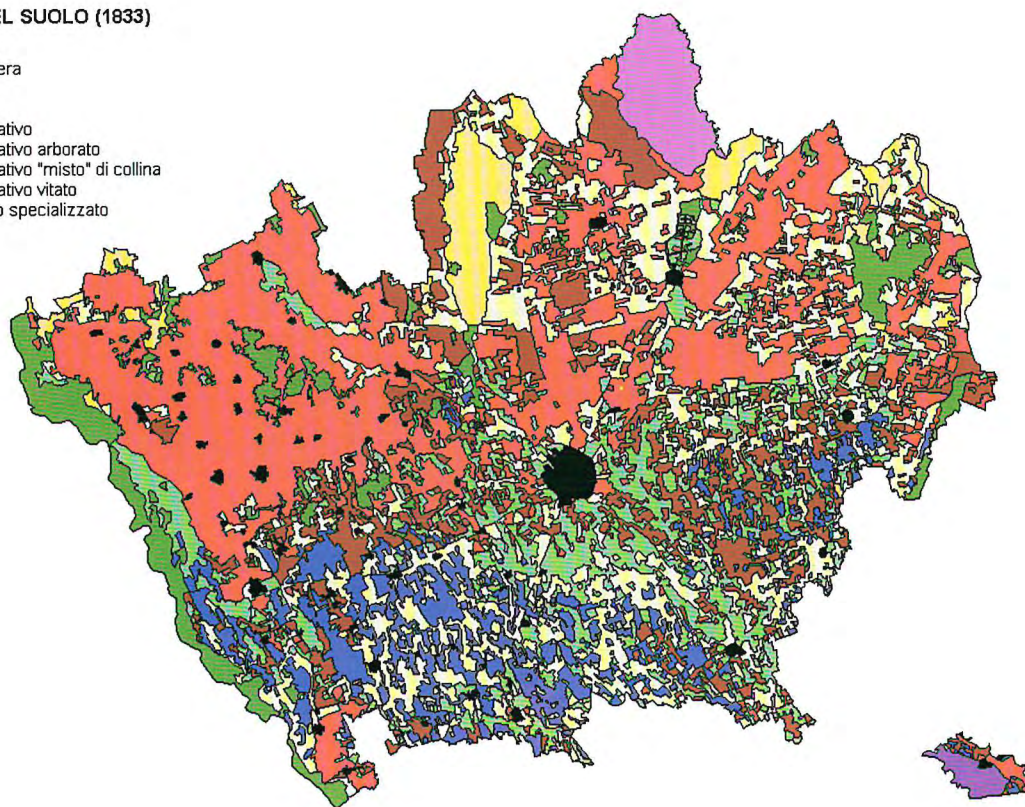 EL SUOLO (1833)
era
ativo
ativo arborato
ativo "misto" di collina
ativo vitato
o specializzato